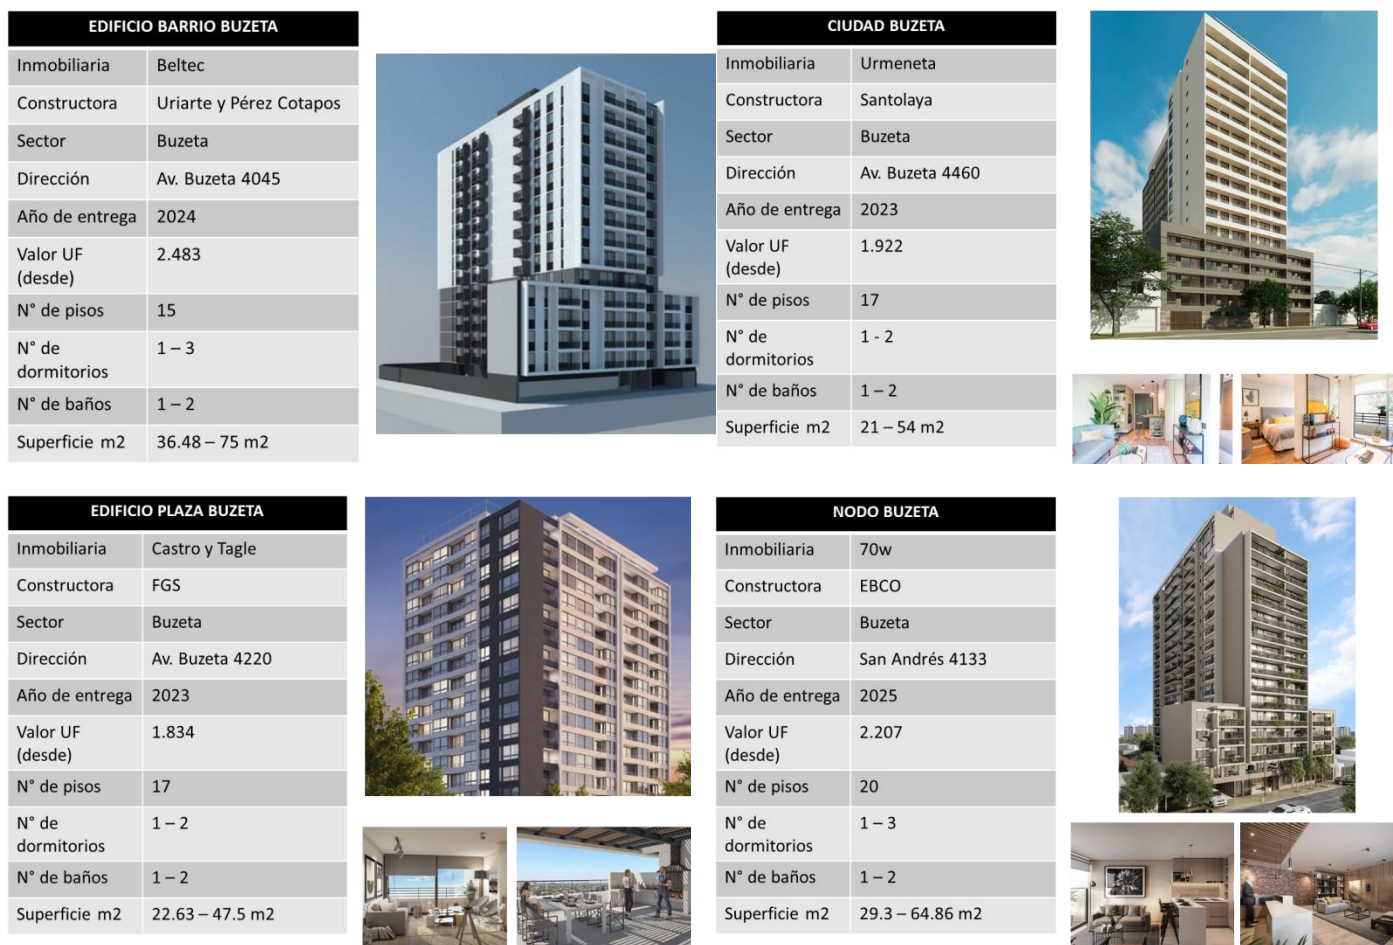 EDIFICIO BARRIO BUZETA
Inmobiliaria Beltec
Constructora Uriarte y Pérez Cotapos
Sector Buzeta
Dirección Av. Buzeta 4045
Año de entrega 2024
Valor UF 2.483
(desde)
N° de pisos 15
N° de 1 – 3
dormitorios
N° de baños 1 – 2
Superficie m2 36.48 – 75 m2
CIUDAD BUZETA
Inmobiliaria Urmeneta
Constructora Santolaya
Sector Buzeta
Dirección Av. Buzeta 4460
Año de entrega 2023
Valor UF 1.922
(desde)
N° de pisos 17
N° de 1 - 2
dormitorios
N° de baños 1 – 2
Superficie m2 21 – 54 m2
EDIFICIO PLAZA BUZETA
Inmobiliaria Castro y Tagle
Constructora FGS
Sector Buzeta
Dirección Av. Buzeta 4220
Año de entrega 2023
Valor UF 1.834
(desde)
N° de pisos 17
N° de 1 – 2
dormitorios
N° de baños 1 – 2
Superficie m2 22.63 – 47.5 m2
NODO BUZETA
Inmobiliaria 70w
Constructora EBCO
Sector Buzeta
Dirección San Andrés 4133
Año de entrega 2025
Valor UF 2.207
(desde)
N° de pisos 20
N° de 1 – 3
dormitorios
N° de baños 1 – 2
Superficie m2 29.3 – 64.86 m2